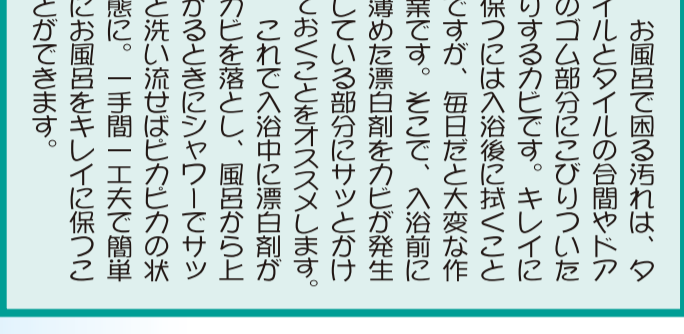 お風呂で困る汚れは、タ
イルとタイルの合間やドア
のゴム部分にこびりついた
りするカビです。キレイに
保つには入浴後に拭くこと
ですが、毎日だと大変な作
業です。そこで、入浴前に
薄めた漂白剤をカビが発生
している部分にサッとかけ
ておくことをオススメします。
これで入浴中に漂白剤が
カビを落とし、風呂から上
がるときにシャワーでサッ
と洗い流せばピカピカの状
態に。一手間一工夫で簡単
にお風呂をキレイに保つこ
とができます。